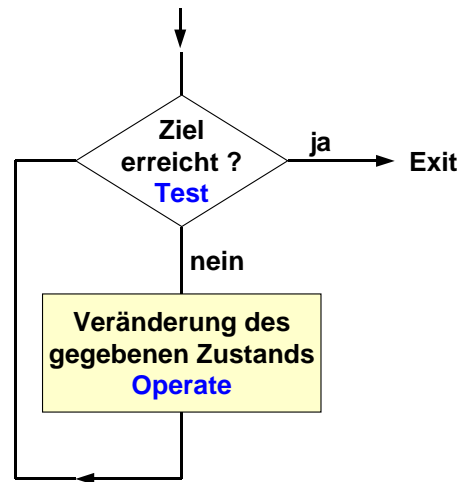 Ziel
erreicht ?
Test
ja
Exit
nein
Veränderung des
gegebenen Zustands
Operate